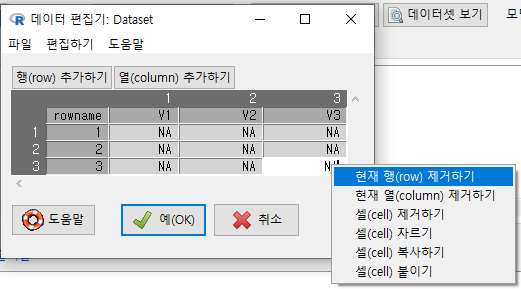 데이터 편집기: Dataset
데이터셋 보기
파일 편집하기 도움말
행(row) 추가하기 열(column) 추가하기
1 2 3
rowname V1 V2 V3
1 1 NA NA NA
2 2 NA NA NA
3 3 NA NA
현재 행(row) 제거하기
현재 열(column) 제거하기
셀(cell) 제거하기
셀(cell) 자르기
셀(cell) 복사하기
셀(cell) 붙이기
도움말 예(OK) 취소